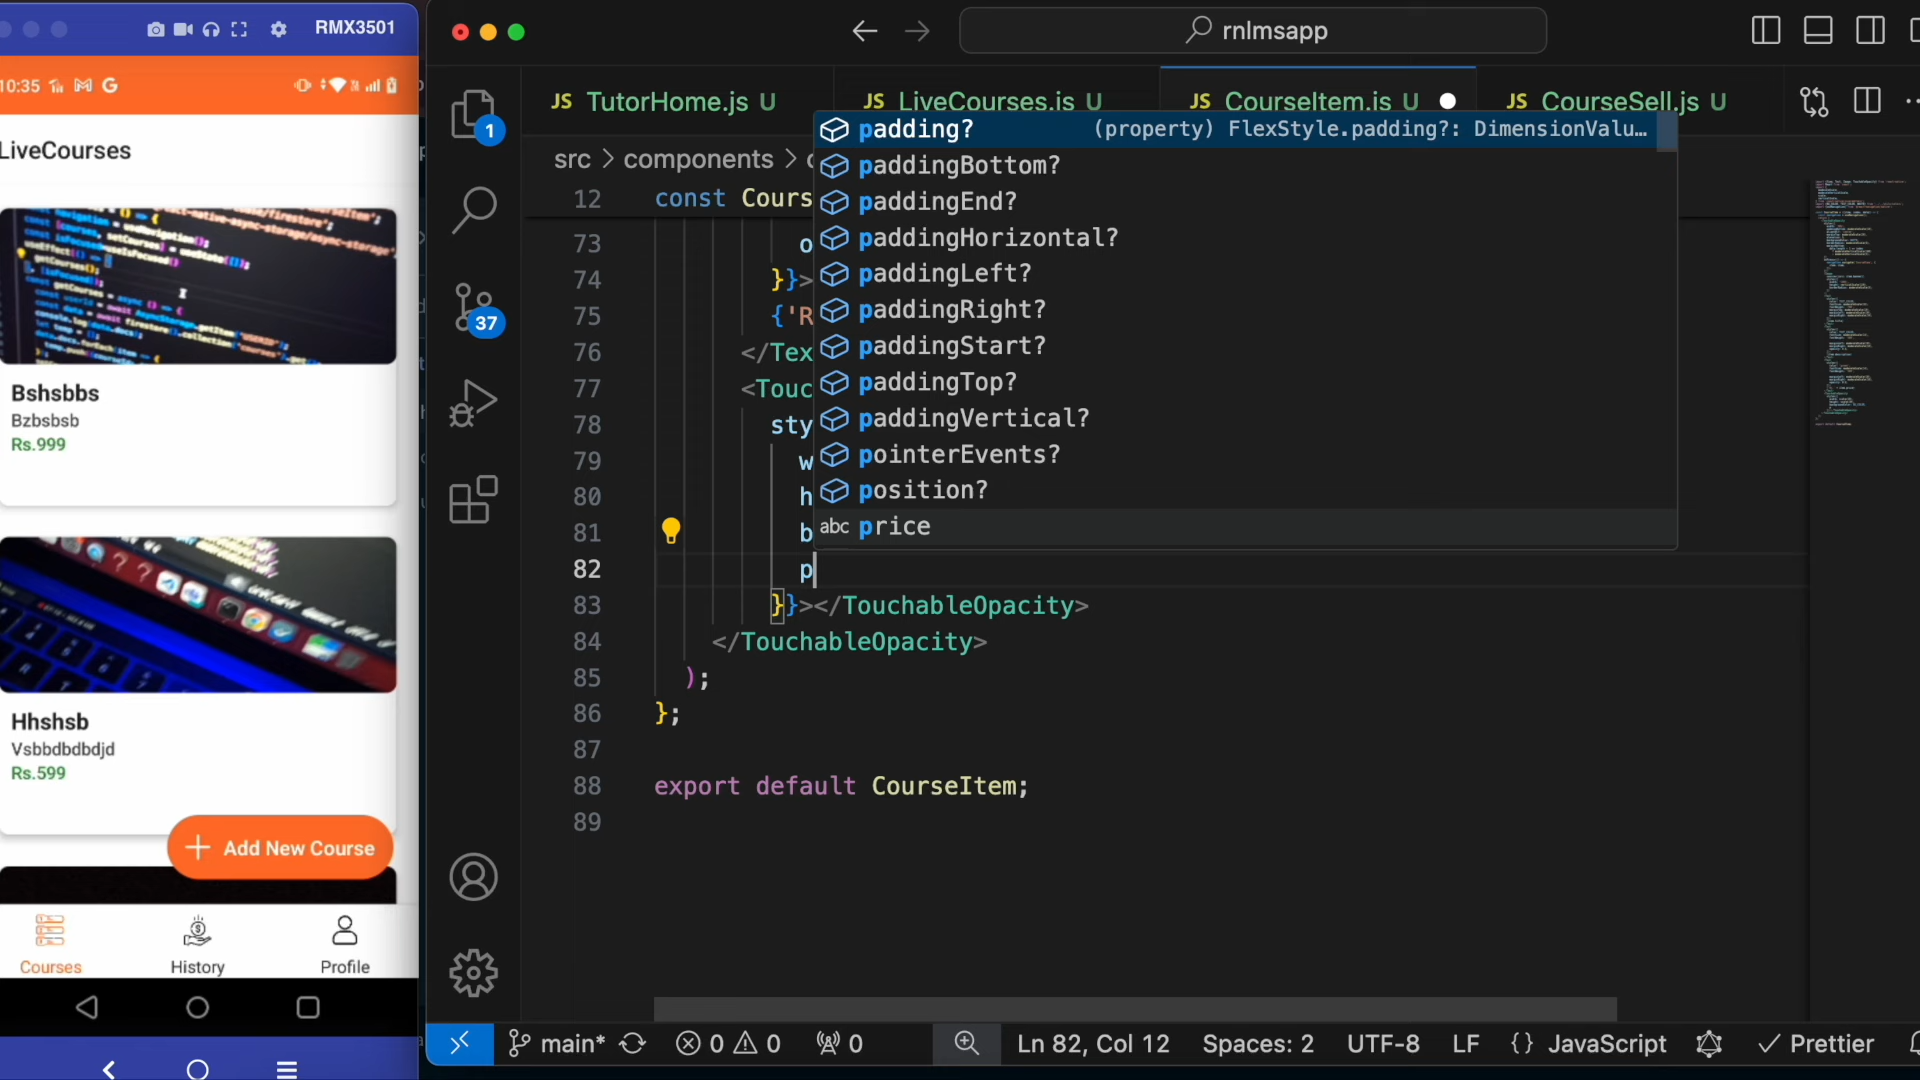 RMX3501
10:35
LiveCourses
Bshsbbs
Bzbsbsb
Rs.999
Hhshsb
Vsbbdbdbdjd
Rs.599
Add New Course
Courses
History
Profile
rnlmsapp
JS TutorHome.js U
JS LiveCourses.js U
JS CourseItem.js U
JS CourseSell.js U
src > components >
12 const Cours
padding? (property) FlexStyle.padding?: DimensionValu…
paddingBottom?
paddingEnd?
paddingHorizontal?
paddingLeft?
paddingRight?
paddingStart?
paddingTop?
paddingVertical?
pointerEvents?
position?
abc price
73 o
74 }}>
75 {'R
76 </Tex
77 <Touc
78 sty
79 w
80 h
81 b
82 p
83 }}></TouchableOpacity>
84 </TouchableOpacity>
85 );
86 };
87
88 export default CourseItem;
89
1
37
main* 0 0 0 Ln 82, Col 12 Spaces: 2 UTF-8 LF {} JavaScript Prettier